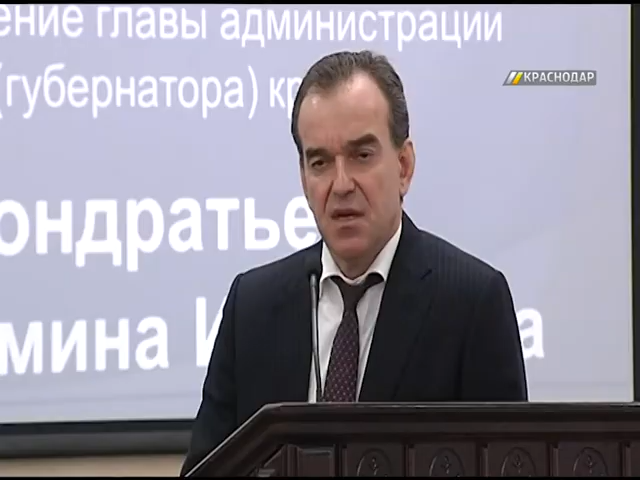 ение главы администрации
(губернатора) кр
КРАСНОДАР
ондратье
мина И
а